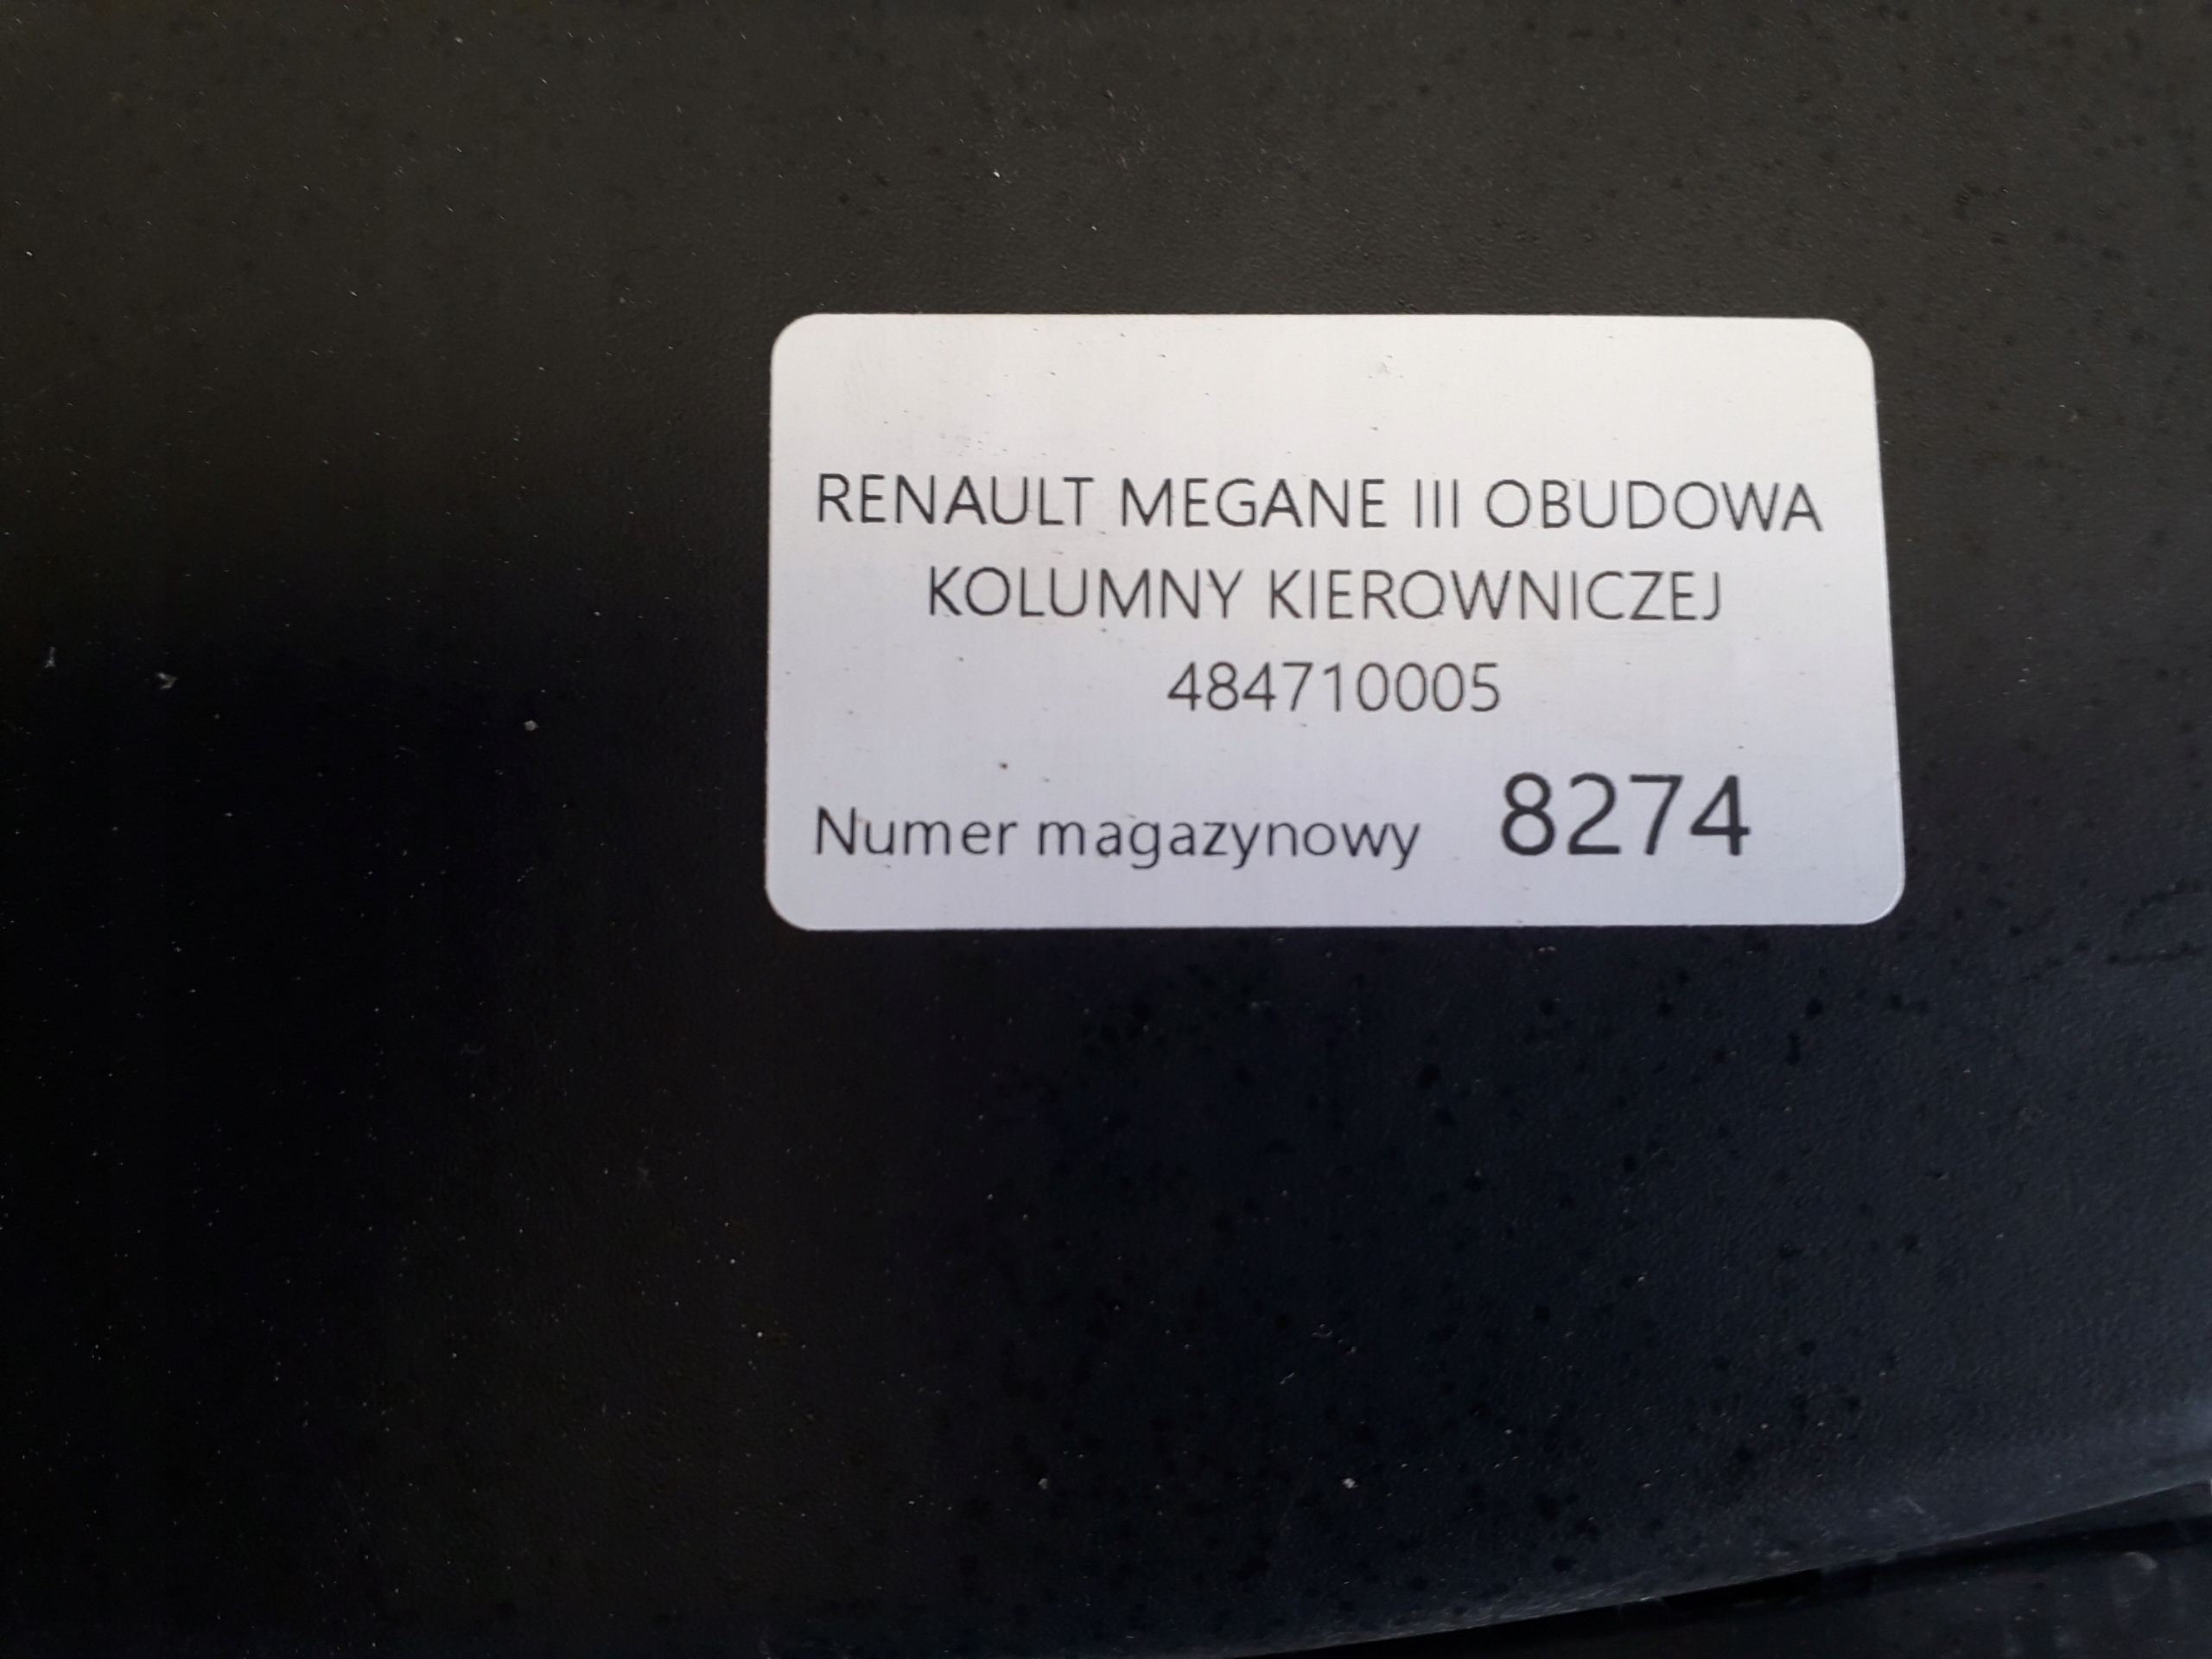 RENAULT MEGANE III OBUDOWA
KOLUMNY KIEROWNICZEJ
484710005
Numer magazynowy 8274